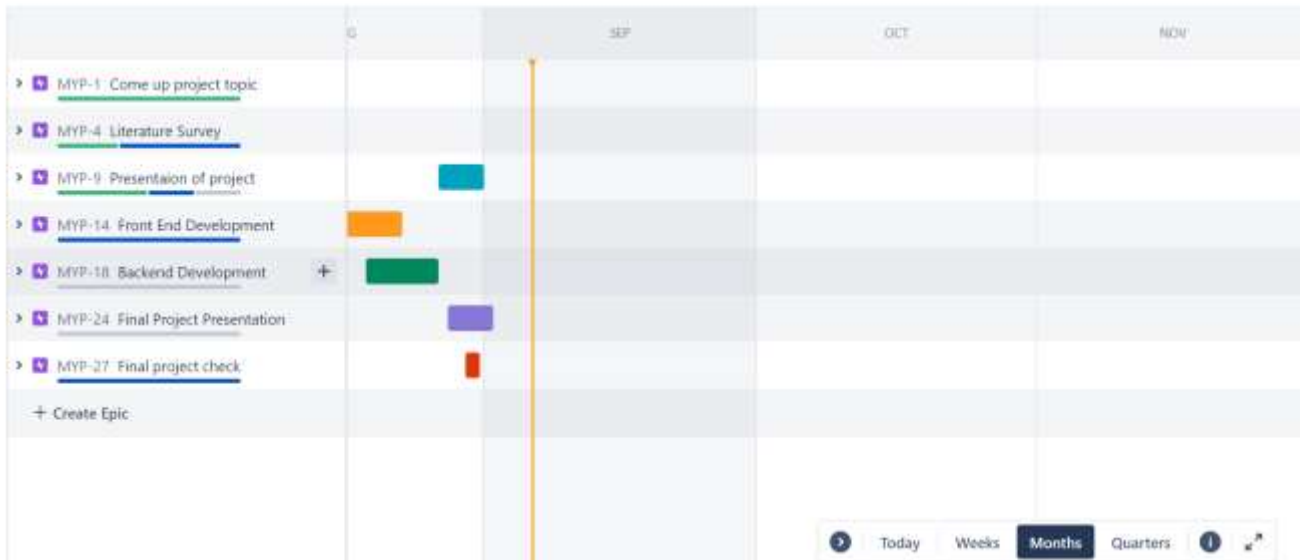 G SEP OCT NOV
MYP-1 Come up project topic
MYP-4 Literature Survey
MYP-9 Presentaion of project
MYP-14 Front End Development
MYP-18 Backend Development +
MYP-24 Final Project Presentation
MYP-27 Final project check
+ Create Epic
Today Weeks Months Quarters